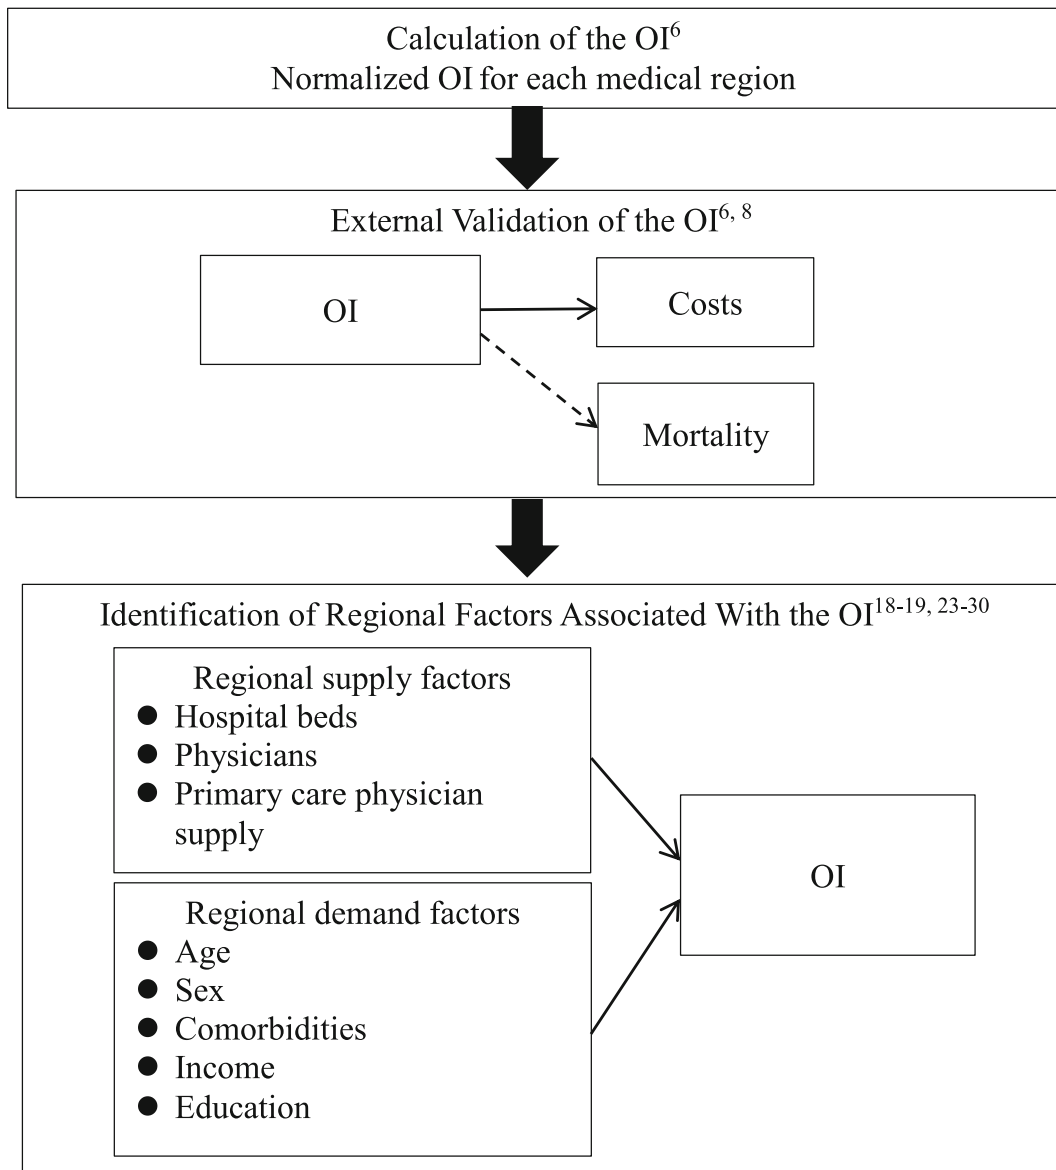 Calculation of the OI⁶
Normalized OI for each medical region
External Validation of the OI⁶, ⁸
OI
Costs
Mortality
Identification of Regional Factors Associated With the OI¹⁸⁻¹⁹, ²³⁻³⁰
Regional supply factors
● Hospital beds
● Physicians
● Primary care physician
supply
OI
Regional demand factors
● Age
● Sex
● Comorbidities
● Income
● Education